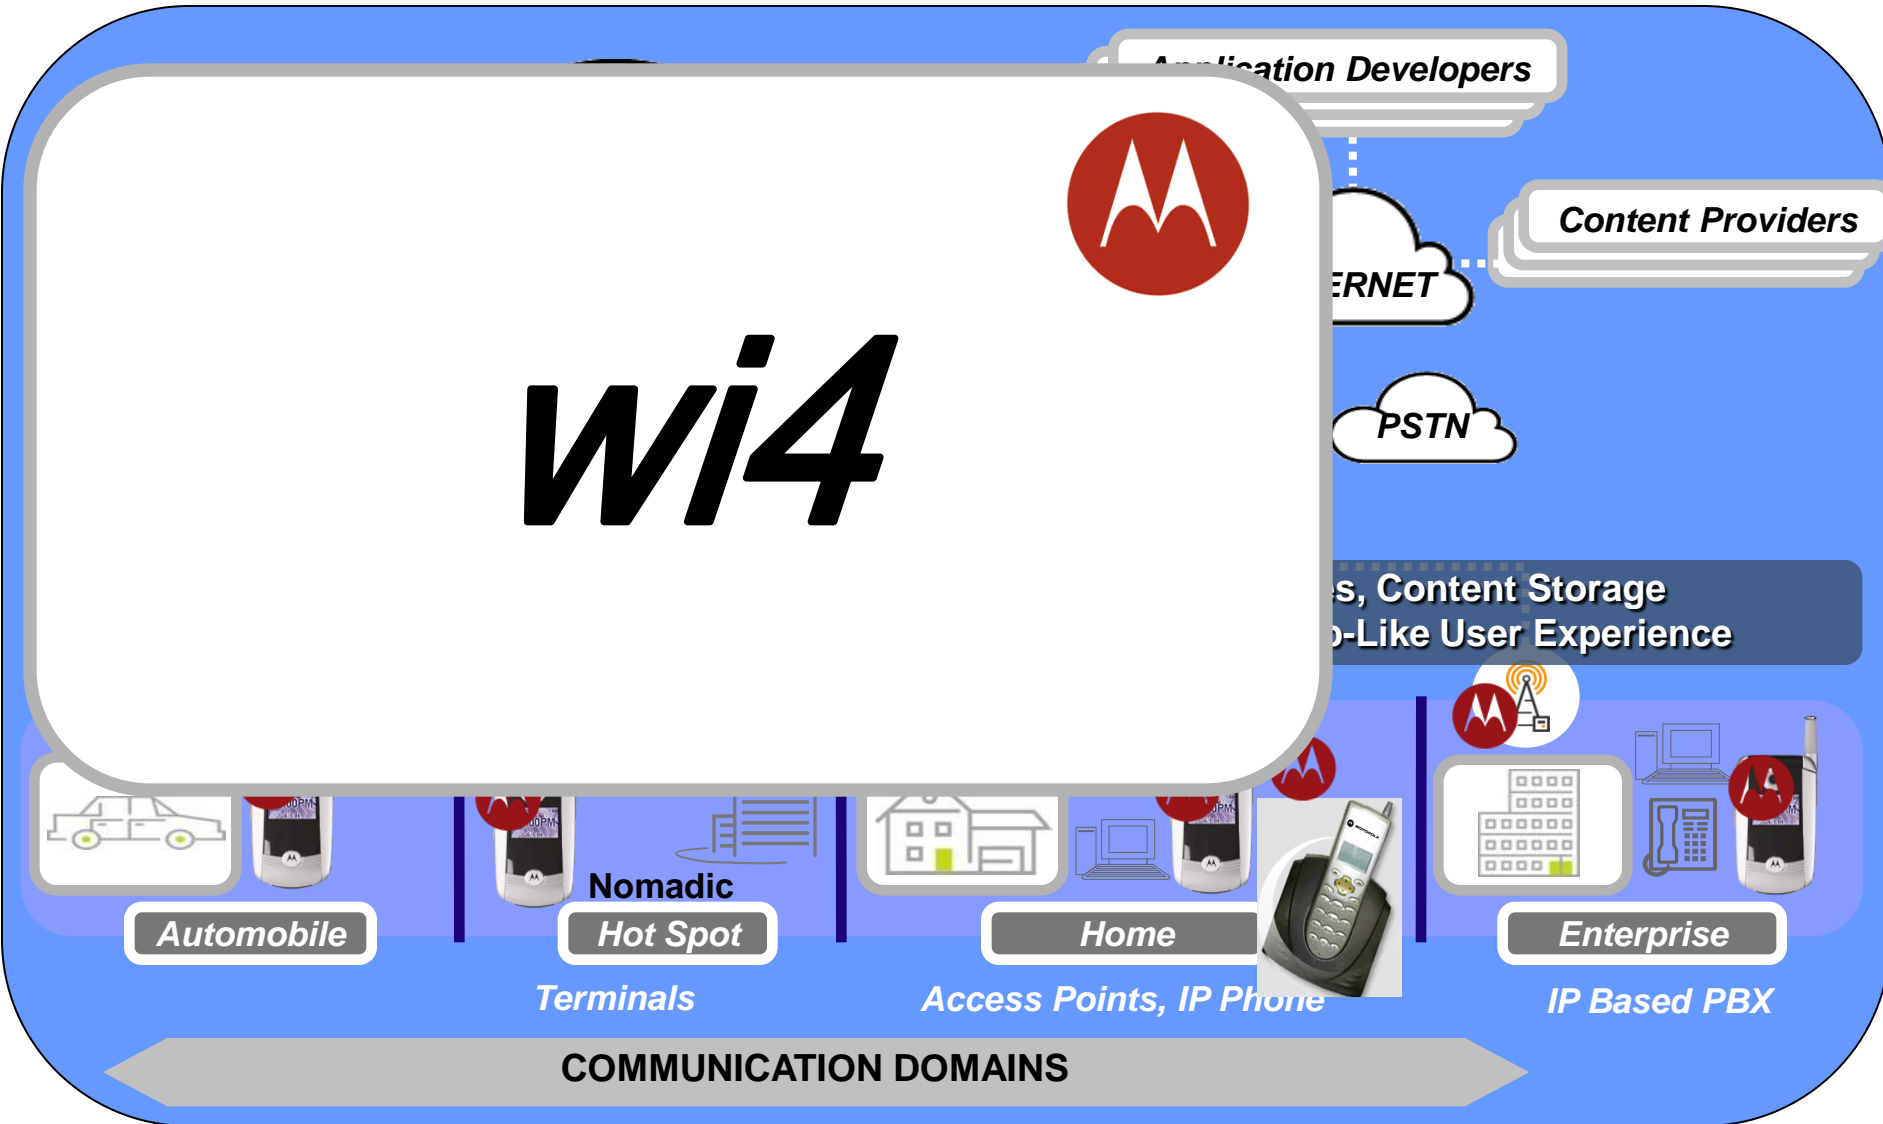 Application Developers
Content Providers
ERNET
wi4
PSTN
s, Content Storage
-Like User Experience
Nomadic
Automobile
Hot Spot
Home
Enterprise
Terminals
Access Points, IP Phone
IP Based PBX
COMMUNICATION DOMAINS